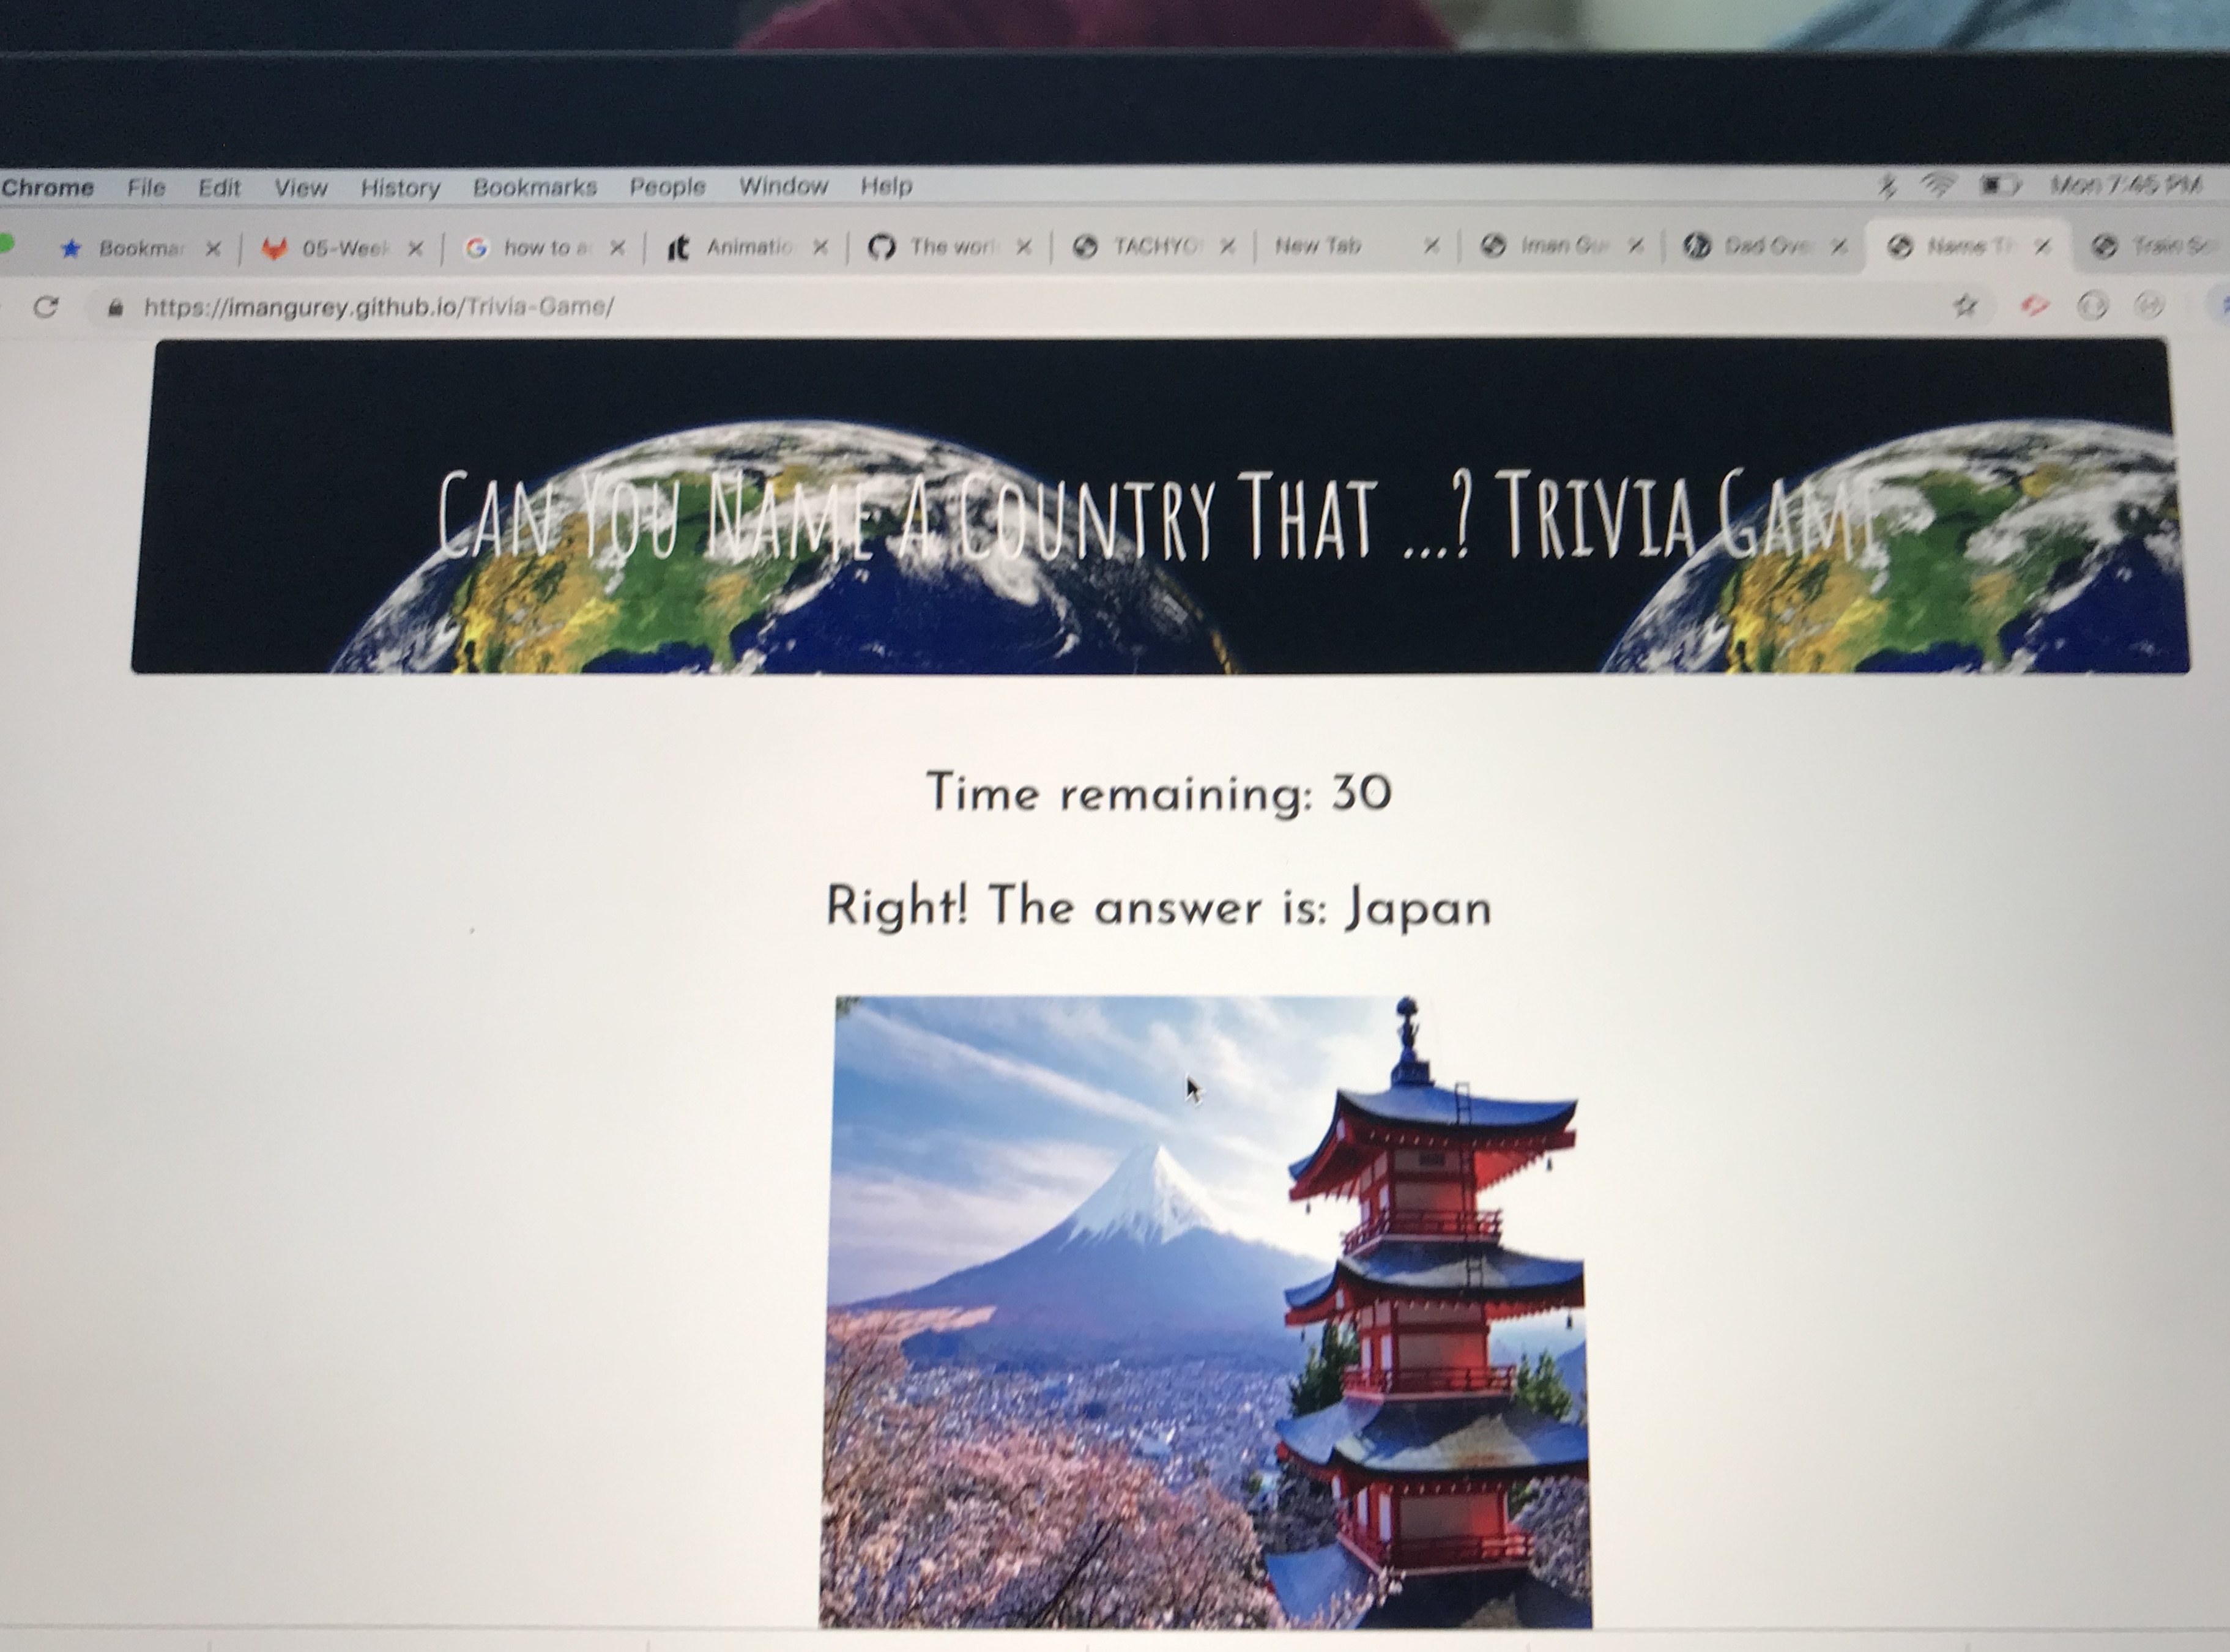 Chrome File Edit View History Bookmarks People Window Help Mon 7:45 PM
Bookmar 05-Week how to a Animatio The worl TACHYO New Tab Iman Gu Dad Ove Name Th Train Sc
https://imangurey.github.io/Trivia-Game/
Can You Name A Country That ...? Trivia Game
Time remaining: 30
Right! The answer is: Japan